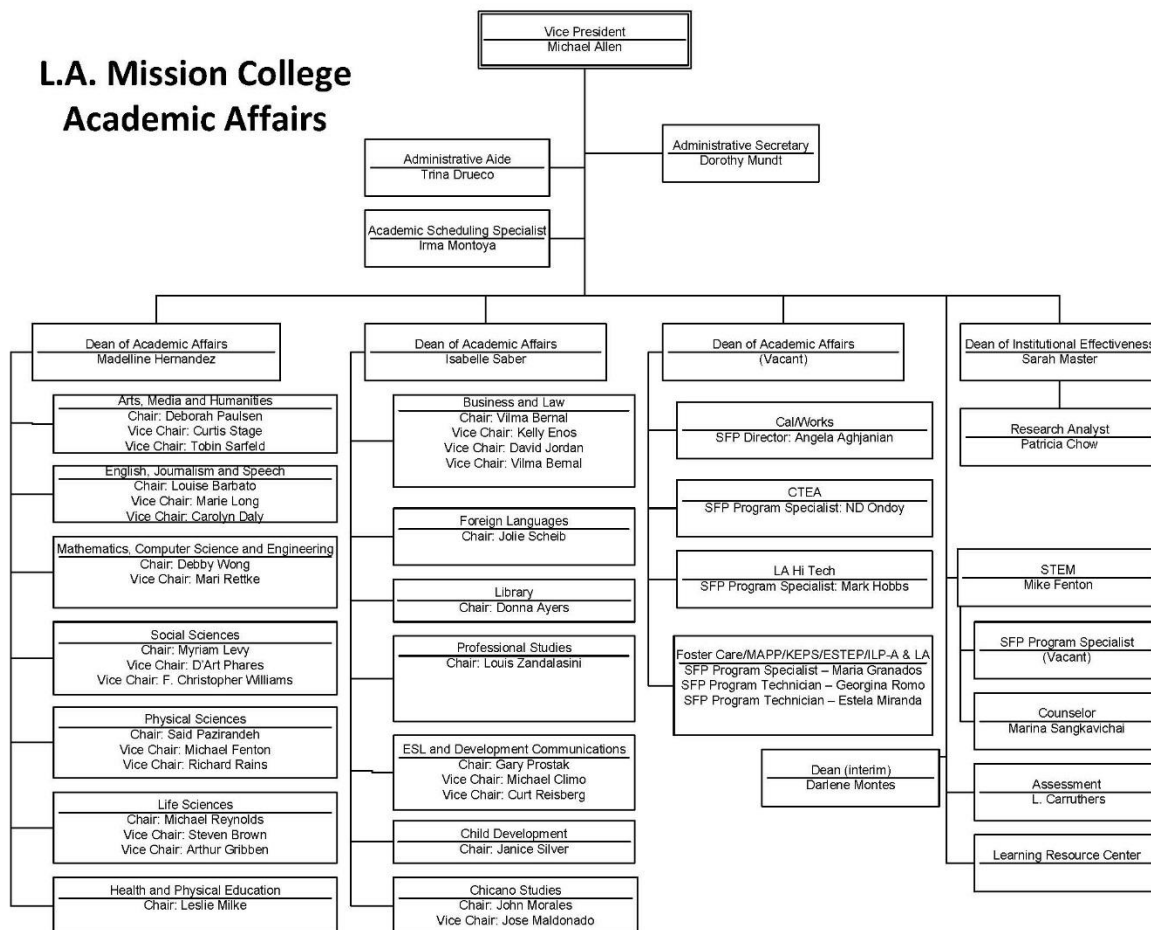 L.A. Mission College
Academic Affairs
Vice President
Michael Allen
Administrative Secretary
Dorothy Mundt
Administrative Aide
Trina Drueco
Academic Scheduling Specialist
Irma Montoya
Dean of Academic Affairs
Madelline Hernandez
Arts, Media and Humanities
Chair: Deborah Paulsen
Vice Chair: Curtis Stage
Vice Chair: Tobin Sarfeld
English, Journalism and Speech
Chair: Louise Barbato
Vice Chair: Marie Long
Vice Chair: Carolyn Daly
Mathematics, Computer Science and Engineering
Chair: Debby Wong
Vice Chair: Mari Rettke
Social Sciences
Chair: Myriam Levy
Vice Chair: D'Art Phares
Vice Chair: F. Christopher Williams
Physical Sciences
Chair: Said Pazirandeh
Vice Chair: Michael Fenton
Vice Chair: Richard Rains
Life Sciences
Chair: Michael Reynolds
Vice Chair: Steven Brown
Vice Chair: Arthur Gribben
Health and Physical Education
Chair: Leslie Milke
Dean of Academic Affairs
Isabelle Saber
Business and Law
Chair: Vilma Bernal
Vice Chair: Kelly Enos
Vice Chair: David Jordan
Vice Chair: Vilma Bernal
Foreign Languages
Chair: Jolie Scheib
Library
Chair: Donna Ayers
Professional Studies
Chair: Louis Zandalasini
ESL and Development Communications
Chair: Gary Prostak
Vice Chair: Michael Climo
Vice Chair: Curt Reisberg
Child Development
Chair: Janice Silver
Chicano Studies
Chair: John Morales
Vice Chair: Jose Maldonado
Dean of Academic Affairs
(Vacant)
Cal/Works
SFP Director: Angela Aghjanian
CTEA
SFP Program Specialist: ND Ondoy
LA Hi Tech
SFP Program Specialist: Mark Hobbs
Foster Care/MAPP/KEPS/ESTEP/ILP-A & LA
SFP Program Specialist – Maria Granados
SFP Program Technician – Georgina Romo
SFP Program Technician – Estela Miranda
Dean (interim)
Darlene Montes
Dean of Institutional Effectiveness
Sarah Master
Research Analyst
Patricia Chow
STEM
Mike Fenton
SFP Program Specialist
(Vacant)
Counselor
Marina Sangkavichai
Assessment
L. Carruthers
Learning Resource Center